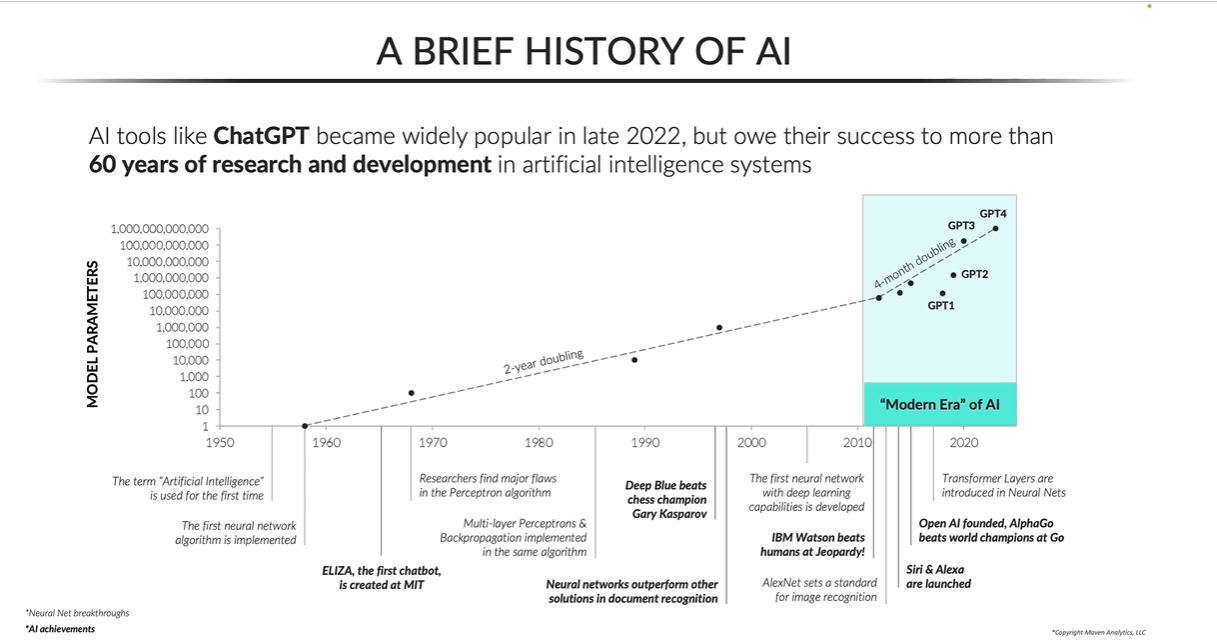 A BRIEF HISTORY OF AI
AI tools like ChatGPT became widely popular in late 2022, but owe their success to more than
60 years of research and development in artificial intelligence systems
MODEL PARAMETERS
1,000,000,000,000
100,000,000,000
10,000,000,000
1,000,000,000
100,000,000
10,000,000
1,000,000
100,000
10,000
1,000
100
10
1
2-year doubling
4-month doubling
GPT4
GPT3
GPT2
GPT1
"Modern Era" of AI
1950
1960
1970
1980
1990
2000
2010
2020
The term "Artificial Intelligence"
is used for the first time
The first neural network
algorithm is implemented
ELIZA, the first chatbot,
is created at MIT
Researchers find major flaws
in the Perceptron algorithm
Multi-layer Perceptrons &
Backpropagation implemented
in the same algorithm
Deep Blue beats
chess champion
Gary Kasparov
Neural networks outperform other
solutions in document recognition
The first neural network
with deep learning
capabilities is developed
IBM Watson beats
humans at Jeopardy!
AlexNet sets a standard
for image recognition
Transformer Layers are
introduced in Neural Nets
Open AI founded, AlphaGo
beats world champions at Go
Siri & Alexa
are launched
*Neural Net breakthroughs
*AI achievements
*Copyright Maven Analytics, LLC